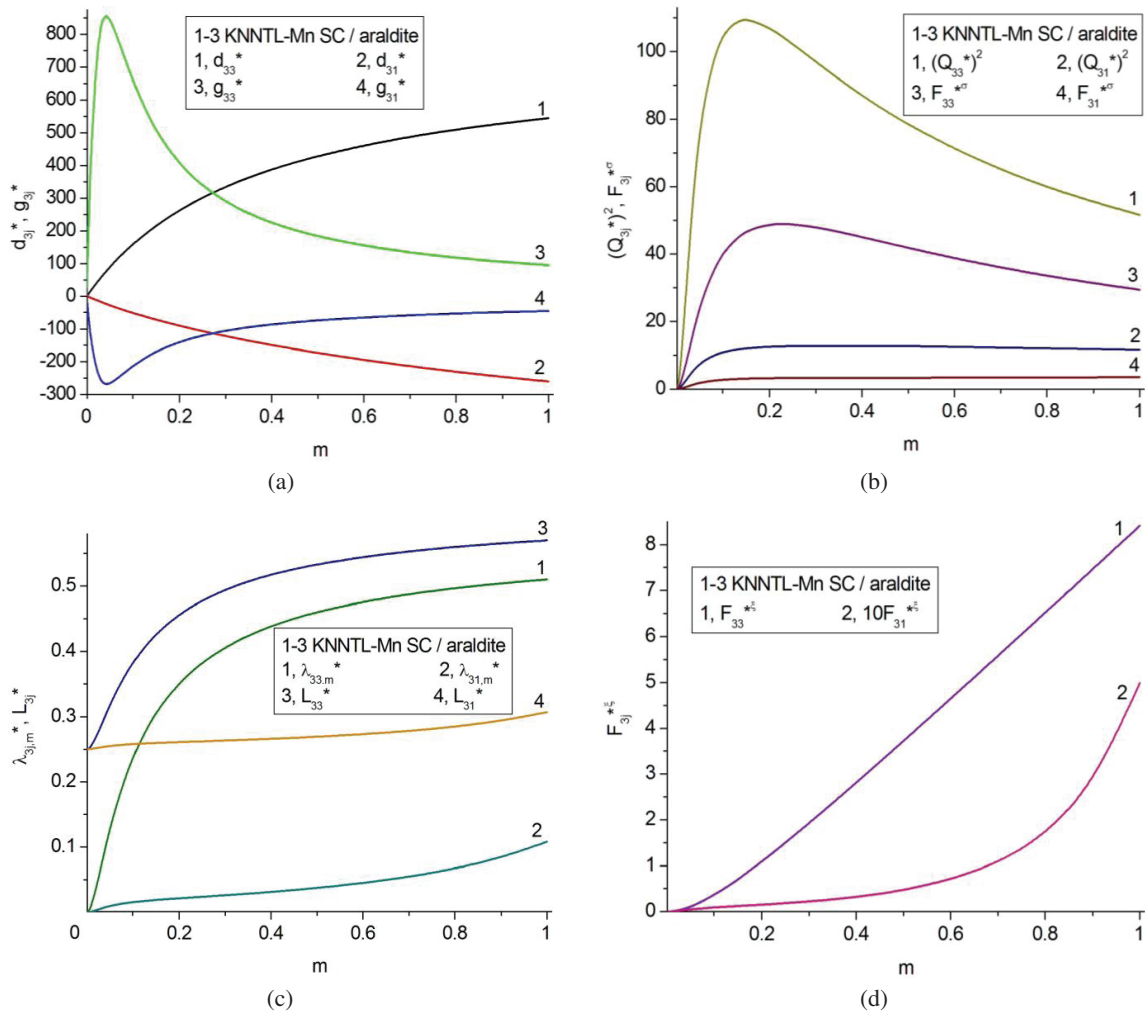 1-3 KNNTL-Mn SC / araldite
1, d₃₃* 2, d₃₁*
3, g₃₃* 4, g₃₁*
800
700
600
500
400
300
200
100
0
-100
-200
-300
d₃ⱼ*, g₃ⱼ*
1
3
4
2
0 0.2 0.4 0.6 0.8 1
m
(a)
1-3 KNNTL-Mn SC / araldite
1, (Q₃₃*)² 2, (Q₃₁*)²
3, F₃₃*σ 4, F₃₁*σ
100
80
60
40
20
0
(Q₃ⱼ*)², F₃ⱼ*σ
1
3
2
4
0.2 0.4 0.6 0.8 1
m
(b)
1-3 KNNTL-Mn SC / araldite
1, λ₃₃.ₘ* 2, λ₃₁,ₘ*
3, L₃₃* 4, L₃₁*
0.5
0.4
0.3
0.2
0.1
λ₃ⱼ,ₘ*, L₃ⱼ*
3
1
4
2
0 0.2 0.4 0.6 0.8 1
m
(c)
1-3 KNNTL-Mn SC / araldite
1, F₃₃*ξ 2, 10F₃₁*ξ
8
7
6
5
4
3
2
1
0
F₃ⱼ*ξ
1
2
0.2 0.4 0.6 0.8 1
m
(d)